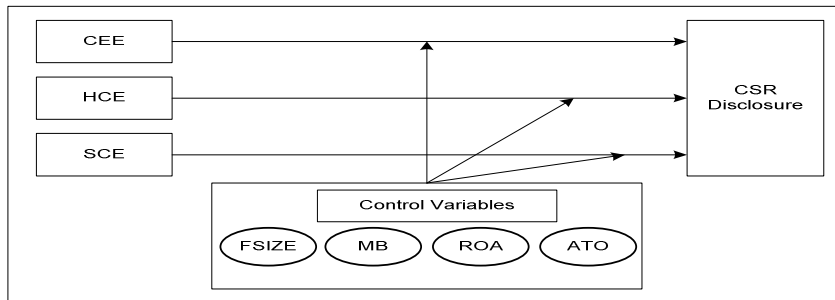 CEE
HCE
SCE
CSR
Disclosure
Control Variables
FSIZE
MB
ROA
ATO